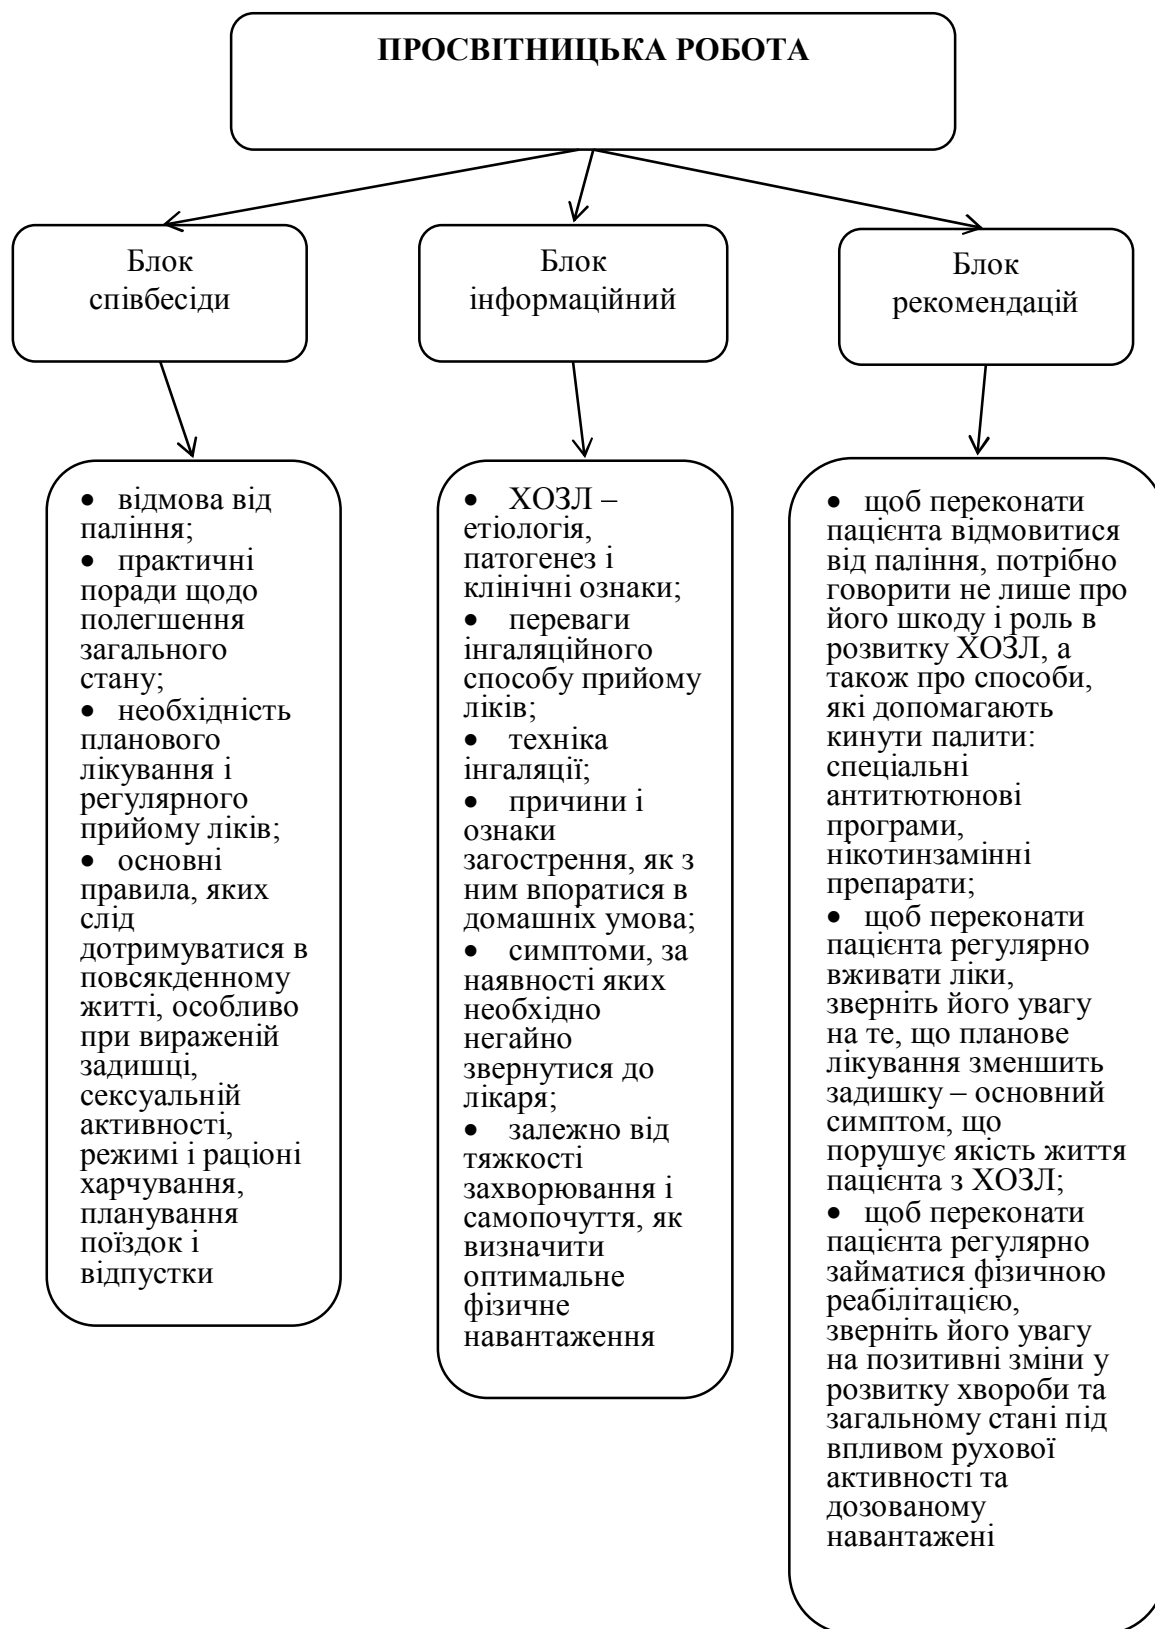 ПРОСВІТНИЦЬКА РОБОТА
Блок
співбесіди
Блок
інформаційний
Блок
рекомендацій
• відмова від
паління;
• практичні
поради щодо
полегшення
загального
стану;
• необхідність
планового
лікування і
регулярного
прийому ліків;
• основні
правила, яких
слід
дотримуватися в
повсякденному
житті, особливо
при вираженій
задишці,
сексуальній
активності,
режимі і раціоні
харчування,
планування
поїздок і
відпустки
• ХОЗЛ –
етіологія,
патогенез і
клінічні ознаки;
• переваги
інгаляційного
способу прийому
ліків;
• техніка
інгаляції;
• причини і
ознаки
загострення, як з
ним впоратися в
домашніх умова;
• симптоми, за
наявності яких
необхідно
негайно
звернутися до
лікаря;
• залежно від
тяжкості
захворювання і
самопочуття, як
визначити
оптимальне
фізичне
навантаження
• щоб переконати
пацієнта відмовитися
від паління, потрібно
говорити не лише про
його шкоду і роль в
розвитку ХОЗЛ, а
також про способи,
які допомагають
кинути палити:
спеціальні
антитютюнові
програми,
нікотинзамінні
препарати;
• щоб переконати
пацієнта регулярно
вживати ліки,
зверніть його увагу
на те, що планове
лікування зменшить
задишку – основний
симптом, що
порушує якість життя
пацієнта з ХОЗЛ;
• щоб переконати
пацієнта регулярно
займатися фізичною
реабілітацією,
зверніть його увагу
на позитивні зміни у
розвитку хвороби та
загальному стані під
впливом рухової
активності та
дозованому
навантажені